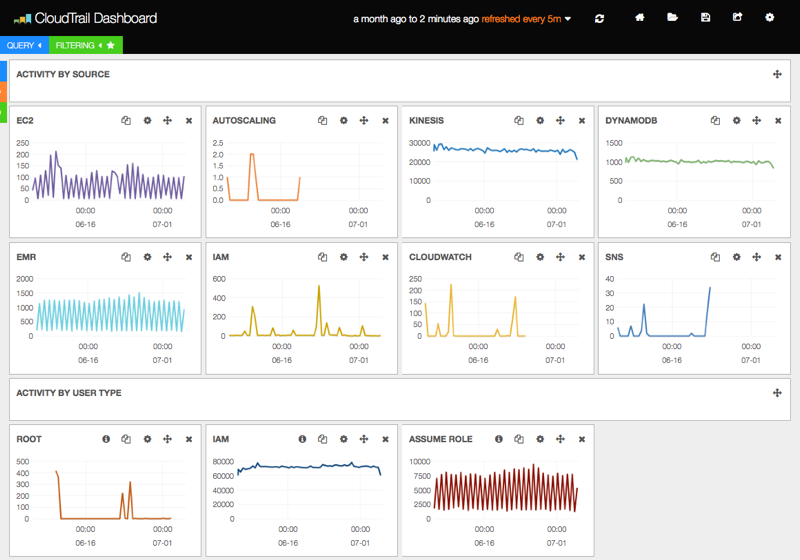 CloudTrail Dashboard
a month ago to 2 minutes ago refreshed every 5m
QUERY FILTERING
ACTIVITY BY SOURCE
EC2 AUTOSCALING KINESIS DYNAMODB
250 2.5 30000 1500
200 2.0
150 1.5 20000 1000
100 1.0 10000 500
50 0.5
0 0.0 0 0
00:00 00:00 00:00 00:00 00:00 00:00 00:00 00:00
06-16 07-01 06-16 07-01 06-16 07-01 06-16 07-01
EMR IAM CLOUDWATCH SNS
2000 600 250 40
1500 400 200 30
1000 150 20
500 200 100 10
50
0 0 0 0
00:00 00:00 00:00 00:00 00:00 00:00 00:00 00:00
06-16 07-01 06-16 07-01 06-16 07-01 06-16 07-01
ACTIVITY BY USER TYPE
ROOT IAM ASSUME ROLE
500 80000 10000
400 60000 7500
300 40000 5000
200 20000 2500
100
0 0 0
00:00 00:00 00:00 00:00 00:00 00:00
06-16 07-01 06-16 07-01 06-16 07-01